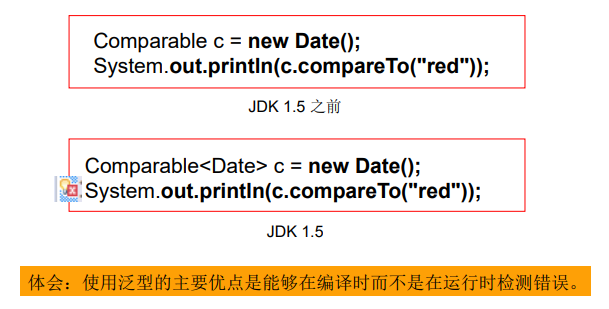 Comparable c = new Date();
System.out.println(c.compareTo("red"));
JDK 1.5 之前
Comparable<Date> c = new Date();
System.out.println(c.compareTo("red"));
JDK 1.5
体会：使用泛型的主要优点是能够在编译时而不是在运行时检测错误。